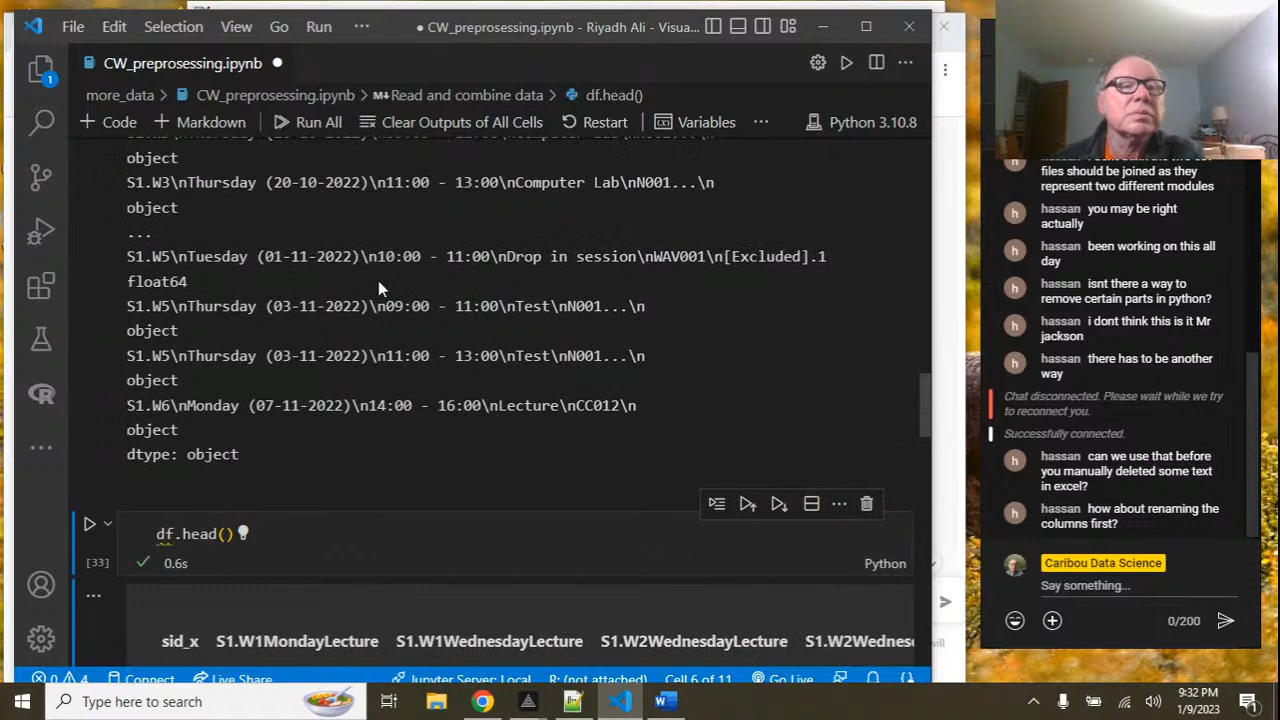 File Edit Selection View Go Run ··· ● CW_preprosessing.ipynb - Riyadh Ali - Visua...
CW_preprosessing.ipynb ●
more_data > CW_preprosessing.ipynb > Read and combine data > df.head()
+ Code + Markdown Run All Clear Outputs of All Cells Restart Variables ··· Python 3.10.8
object
S1.W3\nThursday (20-10-2022)\n11:00 - 13:00\nComputer Lab\nN001...\n
object
...
S1.W5\nTuesday (01-11-2022)\n10:00 - 11:00\nDrop in session\nWAV001\n[Excluded].1
float64
S1.W5\nThursday (03-11-2022)\n09:00 - 11:00\nTest\nN001...\n
object
S1.W5\nThursday (03-11-2022)\n11:00 - 13:00\nTest\nN001...\n
object
S1.W6\nMonday (07-11-2022)\n14:00 - 16:00\nLecture\nCC012\n
object
dtype: object
df.head()
[33] 0.6s Python
...
sid_x S1.W1MondayLecture S1.W1WednesdayLecture S1.W2WednesdayLecture S1.W2Wednes
0 4 Connect Live Share Jupyter Server: Local R: (not attached) Cell 6 of 11 Go Live
1
files should be joined as they
represent two different modules
h hassan you may be right
actually
h hassan been working on this all
day
h hassan isnt there a way to
remove certain parts in python?
h hassan i dont think this is it Mr
jackson
h hassan there has to be another
way
Chat disconnected. Please wait while we try
to reconnect you.
Successfully connected.
h hassan can we use that before
you manually deleted some text
in excel?
h hassan how about renaming the
columns first?
Caribou Data Science
Say something...
0/200
Type here to search
9:32 PM
1/9/2023
1